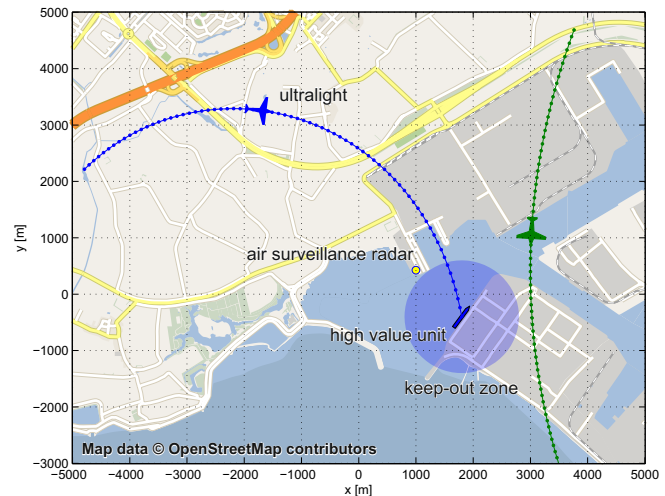 5000
4000
3000
2000
1000
0
−1000
−2000
−3000
y [m]
ultralight
air surveillance radar
high value unit
keep-out zone
Map data © OpenStreetMap contributors
−5000 −4000 −3000 −2000 −1000 0 1000 2000 3000 4000 5000
x [m]